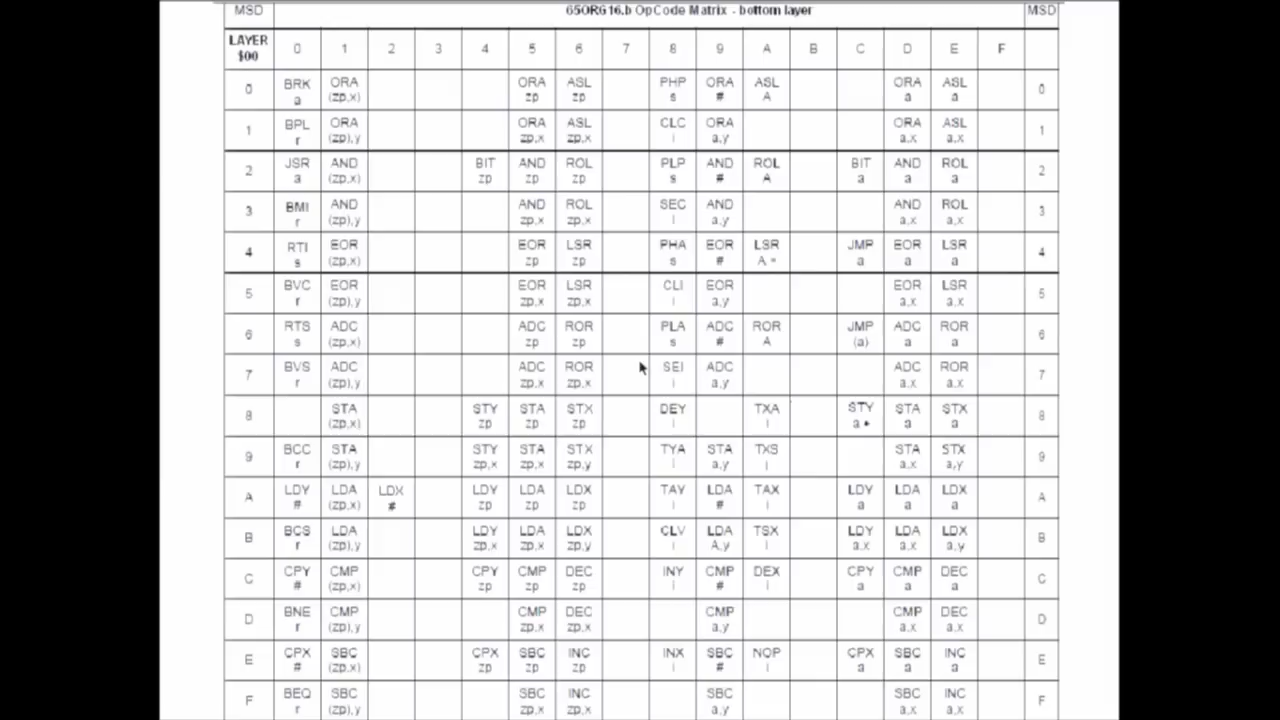 MSD 65ORG16.b OpCode Matrix - bottom layer MSD
LAYER $00 0 1 2 3 4 5 6 7 8 9 A B C D E F
0 BRK ORA ORA ASL PHP ORA ASL ORA ASL 0
a (zp,x) zp zp s # A a a
1 BPL ORA ORA ASL CLC ORA ORA ASL 1
r (zp),y zp,x zp,x i a,y a,x a,x
2 JSR AND BIT AND ROL PLP AND ROL BIT AND ROL 2
a (zp,x) zp zp zp s # A a a a
3 BMI AND AND ROL SEC AND AND ROL 3
r (zp),y zp,x zp,x i a,y a,x a,x
4 RTI EOR EOR LSR PHA EOR LSR JMP EOR LSR 4
s (zp,x) zp zp s # A * a a a
5 BVC EOR EOR LSR CLI EOR EOR LSR 5
r (zp),y zp,x zp,x i a,y a,x a,x
6 RTS ADC ADC ROR PLA ADC ROR JMP ADC ROR 6
s (zp,x) zp zp s # A (a) a a
7 BVS ADC ADC ROR SEI ADC ADC ROR 7
r (zp),y zp,x zp,x i a,y a,x a,x
8 STA STY STA STX DEY TXA STY STA STX 8
(zp,x) zp zp zp i i a * a a
9 BCC STA STY STA STX TYA STA TXS STA STX 9
r (zp),y zp,x zp,x zp,y i a,y i a,x a,y
A LDY LDA LDX LDY LDA LDX TAY LDA TAX LDY LDA LDX A
# (zp,x) # zp zp zp i # i a a a
B BCS LDA LDY LDA LDX CLV LDA TSX LDY LDA LDX B
r (zp),y zp,x zp,x zp,y i A,y i a,x a,x a,y
C CPY CMP CPY CMP DEC INY CMP DEX CPY CMP DEC C
# (zp,x) zp zp zp i # i a a a
D BNE CMP CMP DEC CMP CMP DEC D
r (zp),y zp,x zp,x a,y a,x a,x
E CPX SBC CPX SBC INC INX SBC NOP CPX SBC INC E
# (zp,x) zp zp zp i # i a a a
F BEQ SBC SBC INC SBC SBC INC F
r (zp),y zp,x zp,x a,y a,x a,x